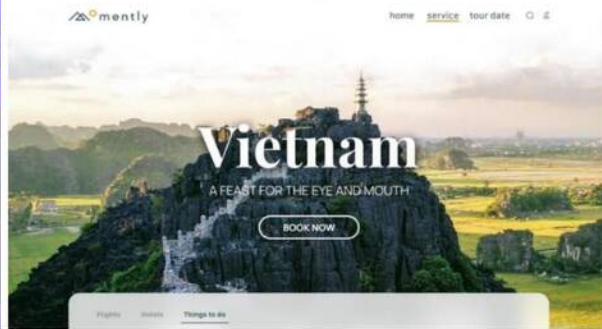 mently
home service tour date
Vietnam
A FEAST FOR THE EYE AND MOUTH
BOOK NOW
Flights Hotels Things to do